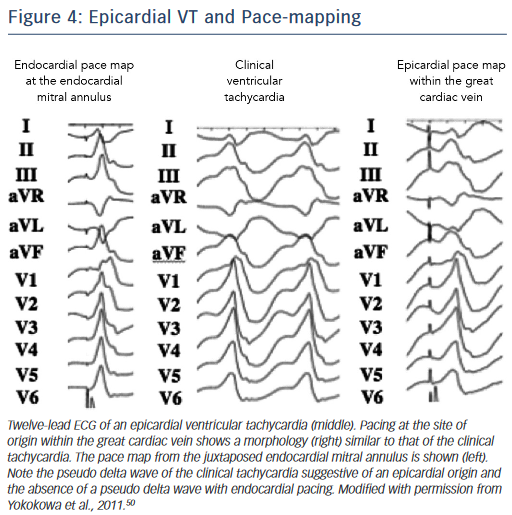 Figure 4: Epicardial VT and Pace-mapping
Endocardial pace map
at the endocardial
mitral annulus
I
II
III
aVR
aVL
aVF
V1
V2
V3
V4
V5
V6
Clinical
ventricular
tachycardia
I
II
III
aVR
aVL
aVF
V1
V2
V3
V4
V5
V6
Epicardial pace map
within the great
cardiac vein
I
II
III
aVR
aVL
aVF
V1
V2
V3
V4
V5
V6
Twelve-lead ECG of an epicardial ventricular tachycardia (middle). Pacing at the site of
origin within the great cardiac vein shows a morphology (right) similar to that of the clinical
tachycardia. The pace map from the juxtaposed endocardial mitral annulus is shown (left).
Note the pseudo delta wave of the clinical tachycardia suggestive of an epicardial origin and
the absence of a pseudo delta wave with endocardial pacing. Modified with permission from
Yokokowa et al., 2011.50